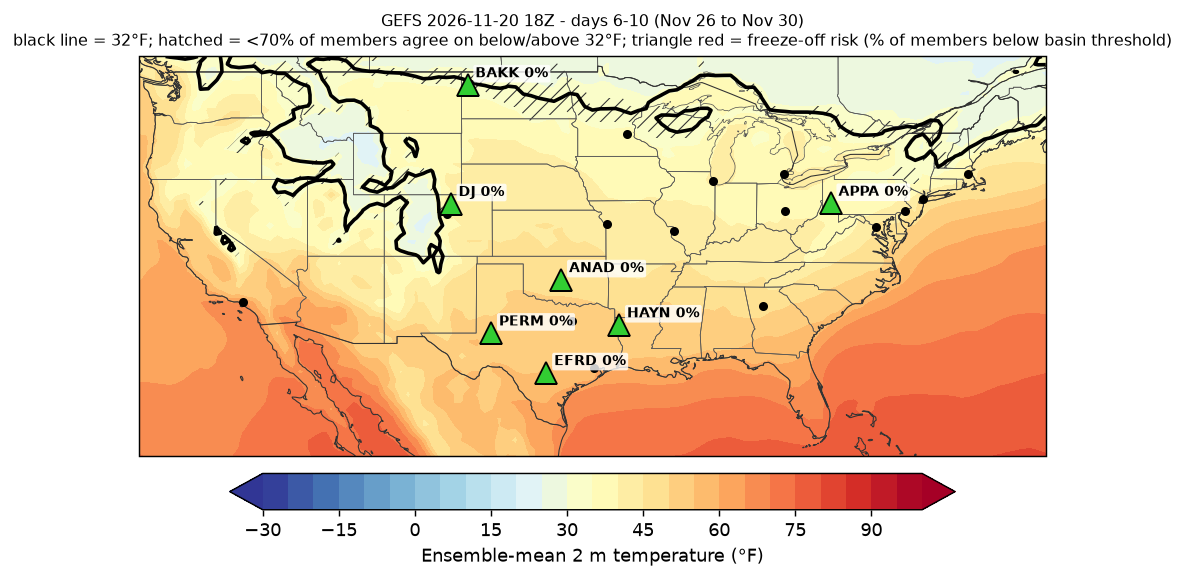 GEFS 2026-11-20 18Z - days 6-10 (Nov 26 to Nov 30)
black line = 32°F; hatched = <70% of members agree on below/above 32°F; triangle red = freeze-off risk (% of members below basin threshold)
BAKK 0%
DJ 0%
APPA 0%
ANAD 0%
HAYN 0%
PERM 0%
EFRD 0%
−30 −15 0 15 30 45 60 75 90
Ensemble-mean 2 m temperature (°F)